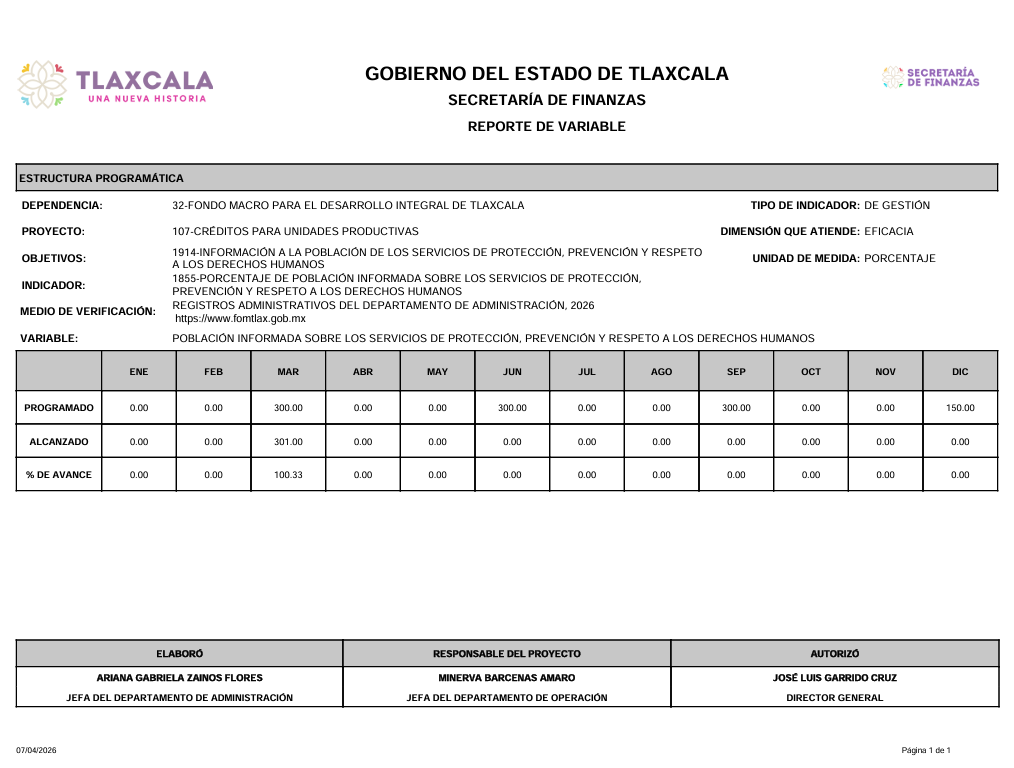 TLAXCALA
UNA NUEVA HISTORIA
GOBIERNO DEL ESTADO DE TLAXCALA
SECRETARÍA DE FINANZAS
REPORTE DE VARIABLE
SECRETARÍA
DE FINANZAS
ESTRUCTURA PROGRAMÁTICA
DEPENDENCIA: 32-FONDO MACRO PARA EL DESARROLLO INTEGRAL DE TLAXCALA TIPO DE INDICADOR: DE GESTIÓN
PROYECTO: 107-CRÉDITOS PARA UNIDADES PRODUCTIVAS DIMENSIÓN QUE ATIENDE: EFICACIA
OBJETIVOS: 1914-INFORMACIÓN A LA POBLACIÓN DE LOS SERVICIOS DE PROTECCIÓN, PREVENCIÓN Y RESPETO
A LOS DERECHOS HUMANOS
UNIDAD DE MEDIDA: PORCENTAJE
INDICADOR: 1855-PORCENTAJE DE POBLACIÓN INFORMADA SOBRE LOS SERVICIOS DE PROTECCIÓN,
PREVENCIÓN Y RESPETO A LOS DERECHOS HUMANOS
MEDIO DE VERIFICACIÓN: REGISTROS ADMINISTRATIVOS DEL DEPARTAMENTO DE ADMINISTRACIÓN, 2026
https://www.fomtlax.gob.mx
VARIABLE: POBLACIÓN INFORMADA SOBRE LOS SERVICIOS DE PROTECCIÓN, PREVENCIÓN Y RESPETO A LOS DERECHOS HUMANOS
ENE FEB MAR ABR MAY JUN JUL AGO SEP OCT NOV DIC
PROGRAMADO 0.00 0.00 300.00 0.00 0.00 300.00 0.00 0.00 300.00 0.00 0.00 150.00
ALCANZADO 0.00 0.00 301.00 0.00 0.00 0.00 0.00 0.00 0.00 0.00 0.00 0.00
% DE AVANCE 0.00 0.00 100.33 0.00 0.00 0.00 0.00 0.00 0.00 0.00 0.00 0.00
ELABORÓ RESPONSABLE DEL PROYECTO AUTORIZÓ
ARIANA GABRIELA ZAINOS FLORES MINERVA BARCENAS AMARO JOSÉ LUIS GARRIDO CRUZ
JEFA DEL DEPARTAMENTO DE ADMINISTRACIÓN JEFA DEL DEPARTAMENTO DE OPERACIÓN DIRECTOR GENERAL
07/04/2026 Página 1 de 1